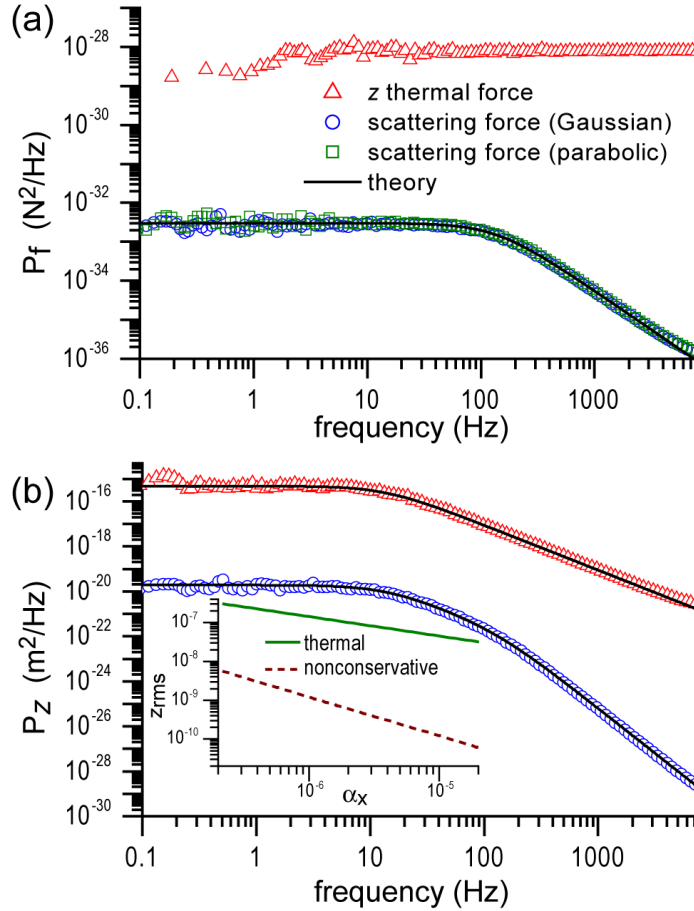 (a)
10^-28
10^-30
10^-32
10^-34
10^-36
P_f (N^2/Hz)
z thermal force
scattering force (Gaussian)
scattering force (parabolic)
theory
0.1 1 10 100 1000
frequency (Hz)
(b)
10^-16
10^-18
10^-20
10^-22
10^-24
10^-26
10^-28
10^-30
P_z (m^2/Hz)
10^-7
10^-8
10^-9
10^-10
z_rms
thermal
nonconservative
10^-6 10^-5
α_x
0.1 1 10 100 1000
frequency (Hz)